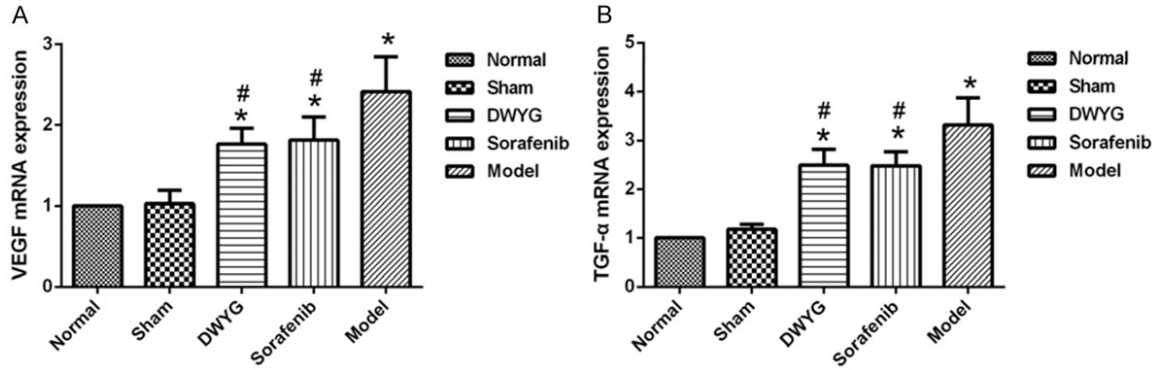 A
VEGF mRNA expression
3
2
1
0
#
*
#
*
*
Normal
Sham
DWYG
Sorafenib
Model
Normal
Sham
DWYG
Sorafenib
Model
B
TGF-α mRNA expression
5
4
3
2
1
0
#
*
#
*
*
Normal
Sham
DWYG
Sorafenib
Model
Normal
Sham
DWYG
Sorafenib
Model